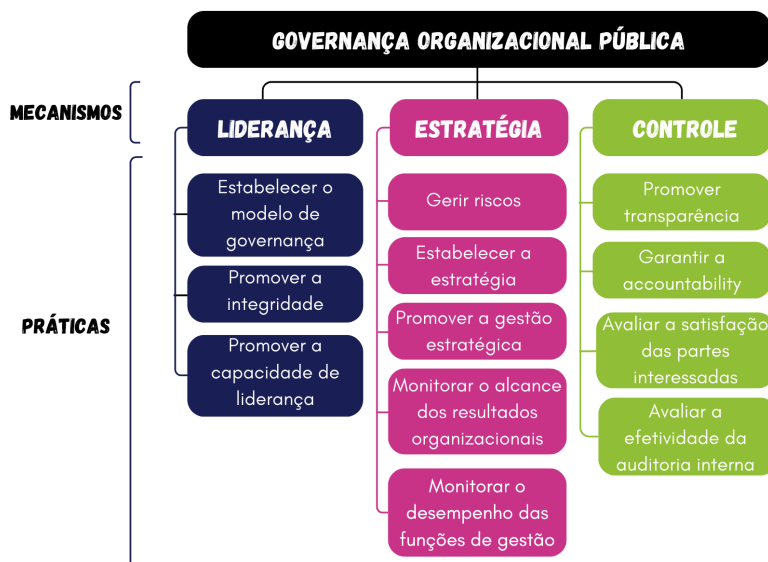 GOVERNANÇA ORGANIZACIONAL PÚBLICA
MECANISMOS
LIDERANÇA
ESTRATÉGIA
CONTROLE
PRÁTICAS
Estabelecer o
modelo de
governança
Promover a
integridade
Promover a
capacidade de
liderança
Gerir riscos
Estabelecer a
estratégia
Promover a gestão
estratégica
Monitorar o alcance
dos resultados
organizacionais
Monitorar o
desempenho das
funções de gestão
Promover
transparência
Garantir a
accountability
Avaliar a satisfação
das partes
interessadas
Avaliar a
efetividade da
auditoria interna